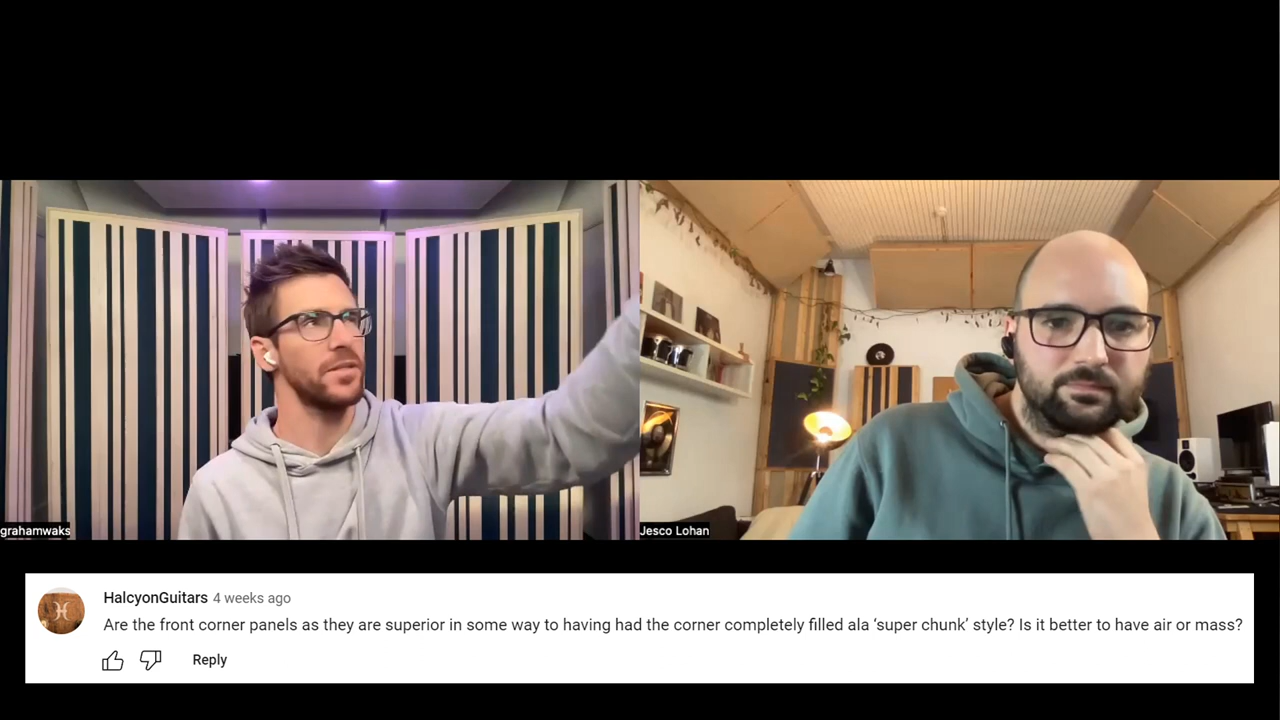 grahamwaks
Jesco Lohan
HalcyonGuitars 4 weeks ago
Are the front corner panels as they are superior in some way to having had the corner completely filled ala ‘super chunk’ style? Is it better to have air or mass?
Reply